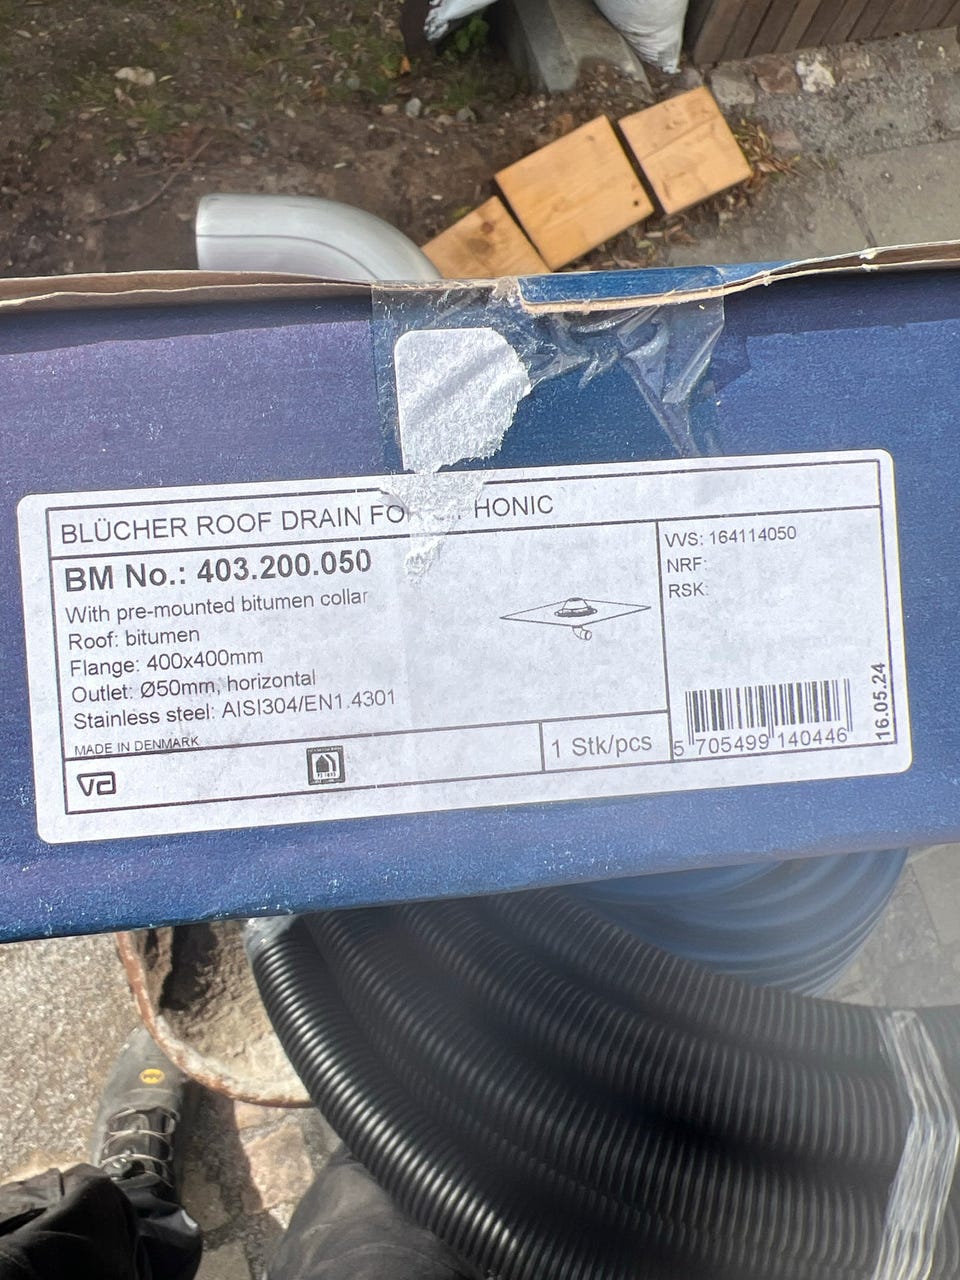 BLÜCHER ROOF DRAIN HONIC
BM No.: 403.200.050
With pre-mounted bitumen collar
Roof: bitumen
Flange: 400x400mm
Outlet: Ø50mm, horizontal
Stainless steel: AISI304/EN1.4301
MADE IN DENMARK
VA
1 Stk/pcs
VVS: 164114050
NRF:
RSK:
5 705499 140446
16.05.24